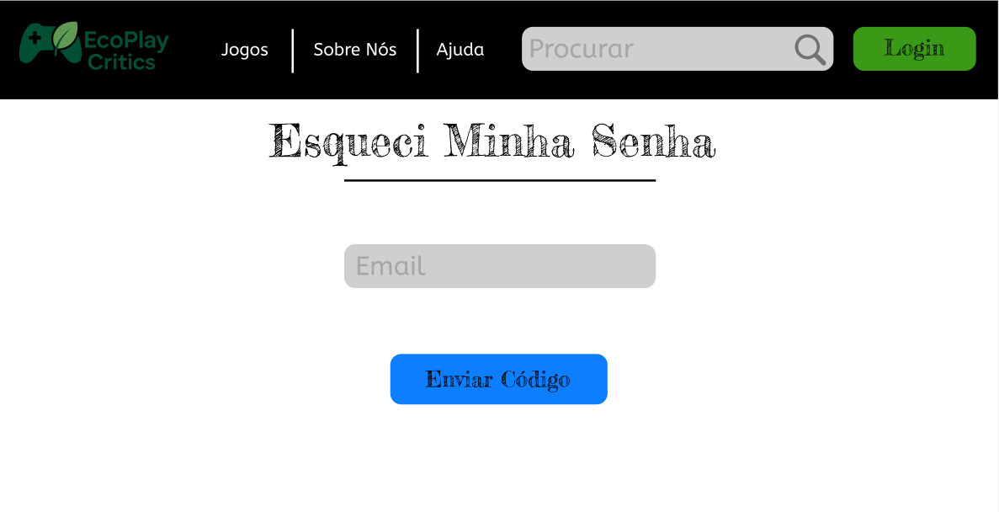 EcoPlay
Critics
Jogos
Sobre Nós
Ajuda
Procurar
Login
Esqueci Minha Senha
Email
Enviar Código